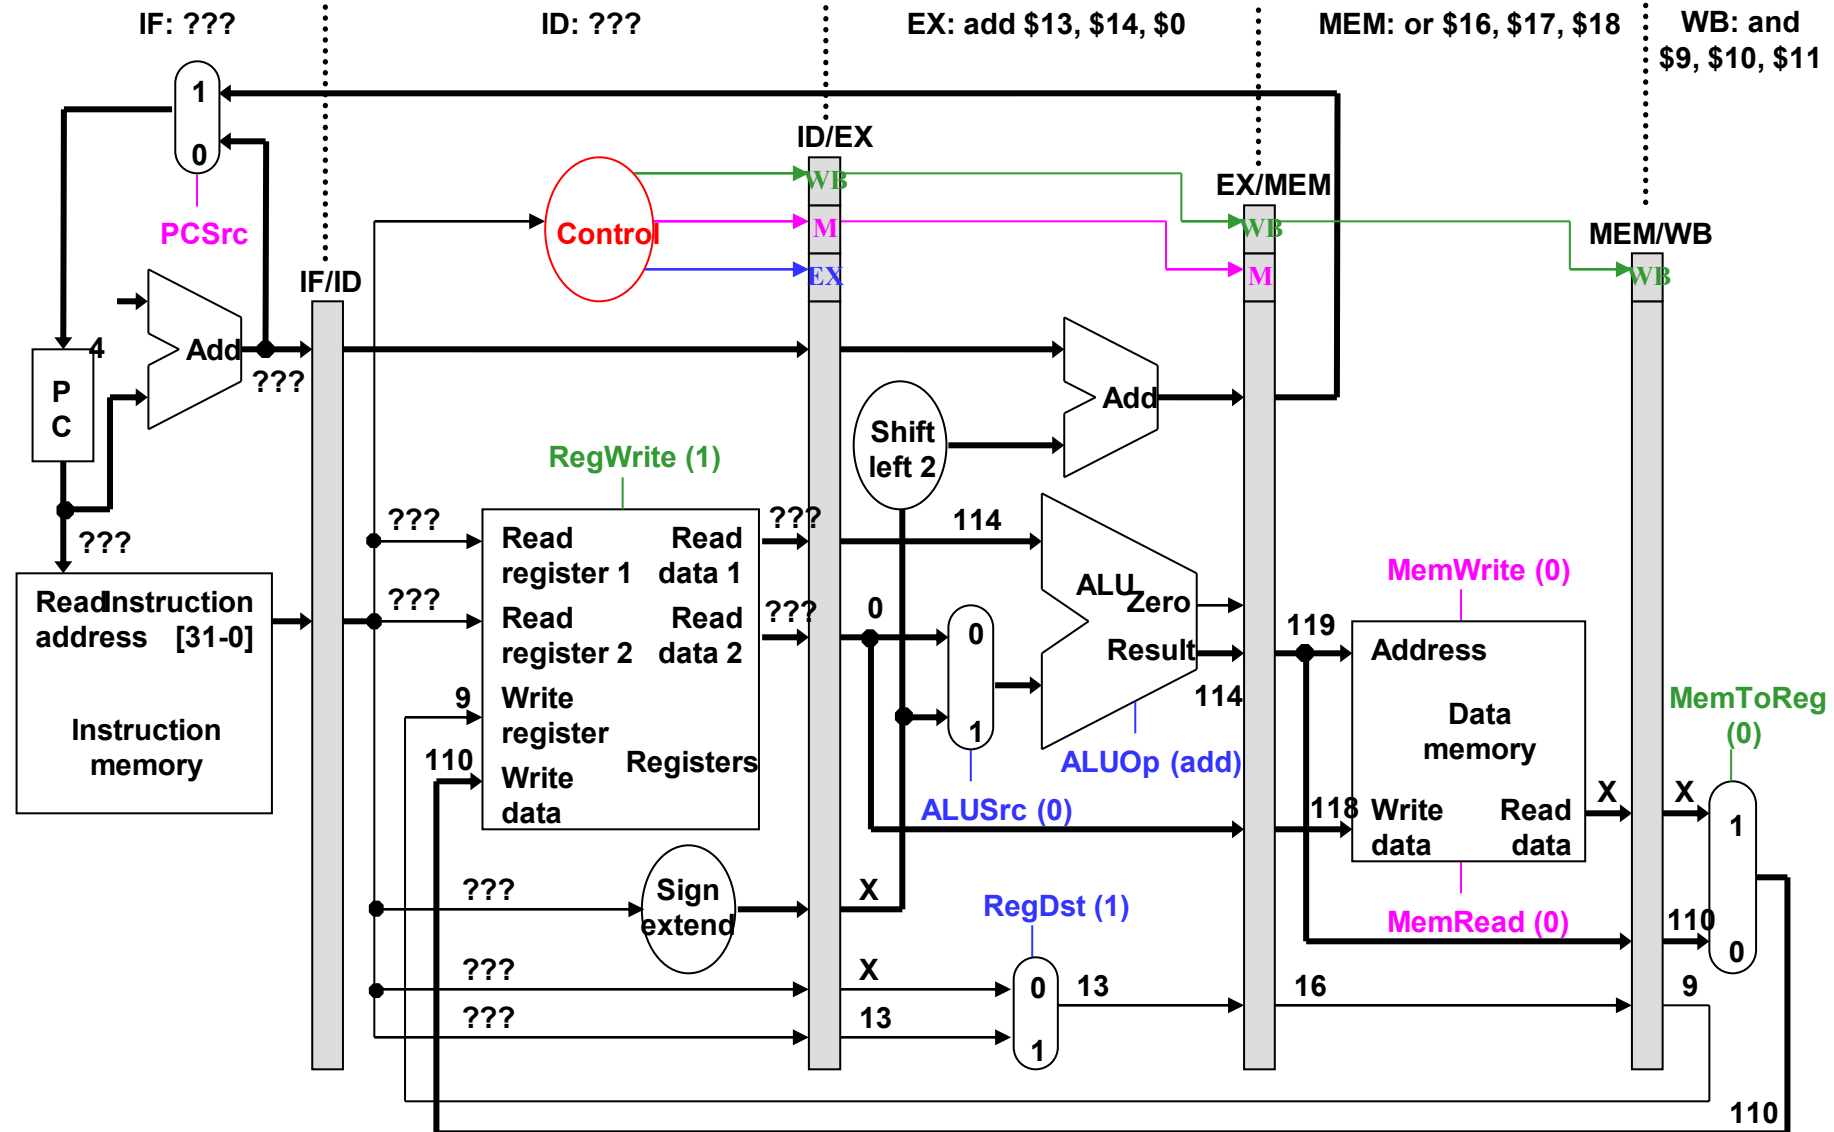 IF: ???
ID: ???
EX: add $13, $14, $0
MEM: or $16, $17, $18
WB: and
$9, $10, $11
1
0
PCSrc
ID/EX
WB
M
EX
Control
EX/MEM
WB
M
MEM/WB
WB
IF/ID
4
Add
???
P
C
???
Add
Shift
left 2
RegWrite (1)
???
???
Read
register 1
Read
data 1
Read
register 2
Read
data 2
Write
register
Write
data
Registers
???
???
9
110
114
0
0
1
ALUSrc (0)
ALU
Zero
Result
114
ALUOp (add)
Read
address
Instruction
[31-0]
Instruction
memory
119
118
MemWrite (0)
Address
Data
memory
Write
data
Read
data
MemRead (0)
X
X
MemToReg
(0)
1
0
110
???
Sign
extend
X
RegDst (1)
???
X
???
13
0
1
13
16
9
110